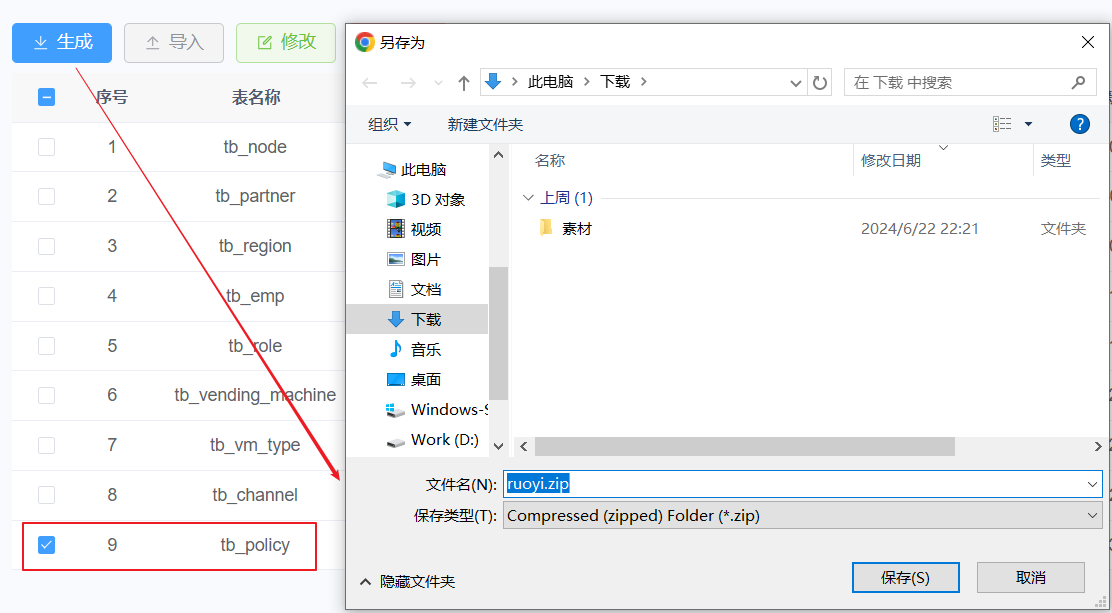 生成 导入 修改
序号 表名称
1 tb_node
2 tb_partner
3 tb_region
4 tb_emp
5 tb_role
6 tb_vending_machine
7 tb_vm_type
8 tb_channel
9 tb_policy
另存为
此电脑 下载
在 下载 中搜索
组织 新建文件夹
此电脑
3D 对象
视频
图片
文档
下载
音乐
桌面
Windows-S
Work (D:)
名称 修改日期 类型
上周 (1)
素材 2024/6/22 22:21 文件夹
文件名(N): ruoyi.zip
保存类型(T): Compressed (zipped) Folder (*.zip)
隐藏文件夹 保存(S) 取消